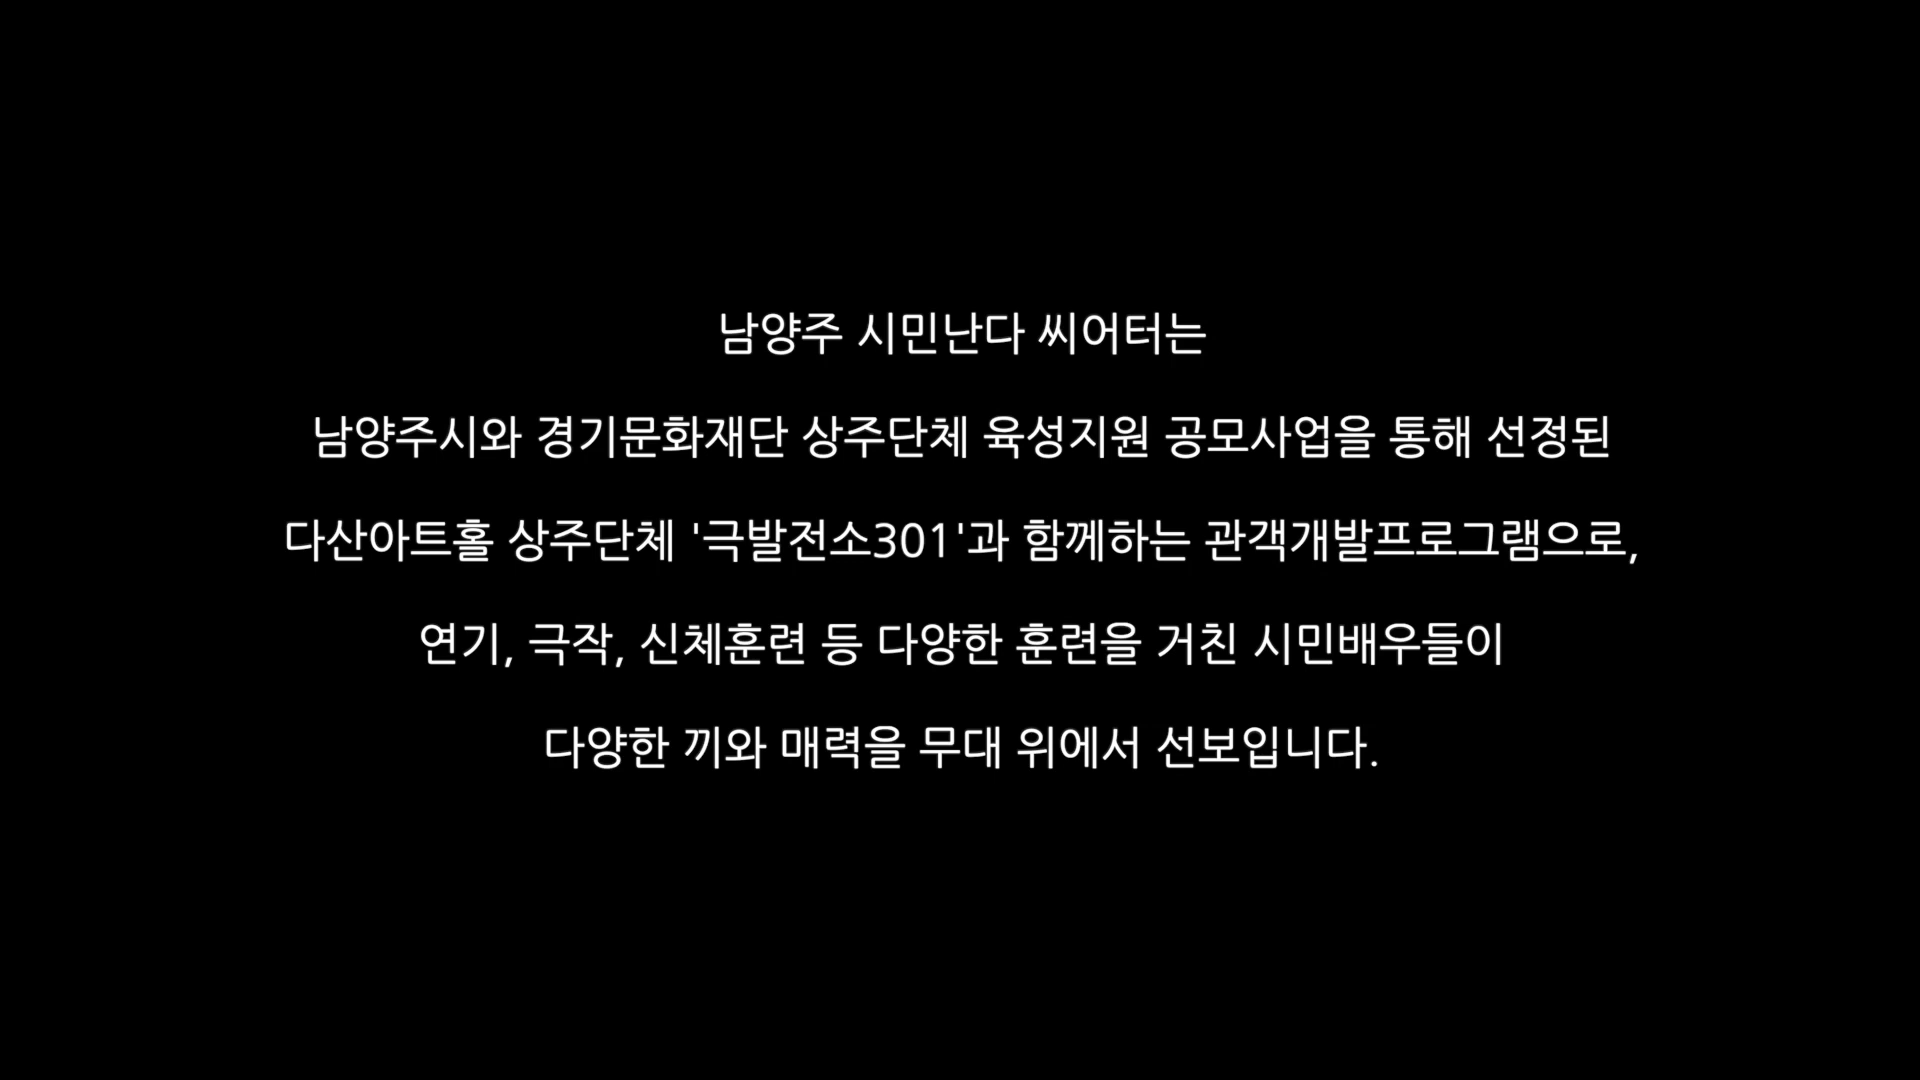 남양주 시민난다 씨어터는
남양주시와 경기문화재단 상주단체 육성지원 공모사업을 통해 선정된
다산아트홀 상주단체 '극발전소301'과 함께하는 관객개발프로그램으로,
연기, 극작, 신체훈련 등 다양한 훈련을 거친 시민배우들이
다양한 끼와 매력을 무대 위에서 선보입니다.